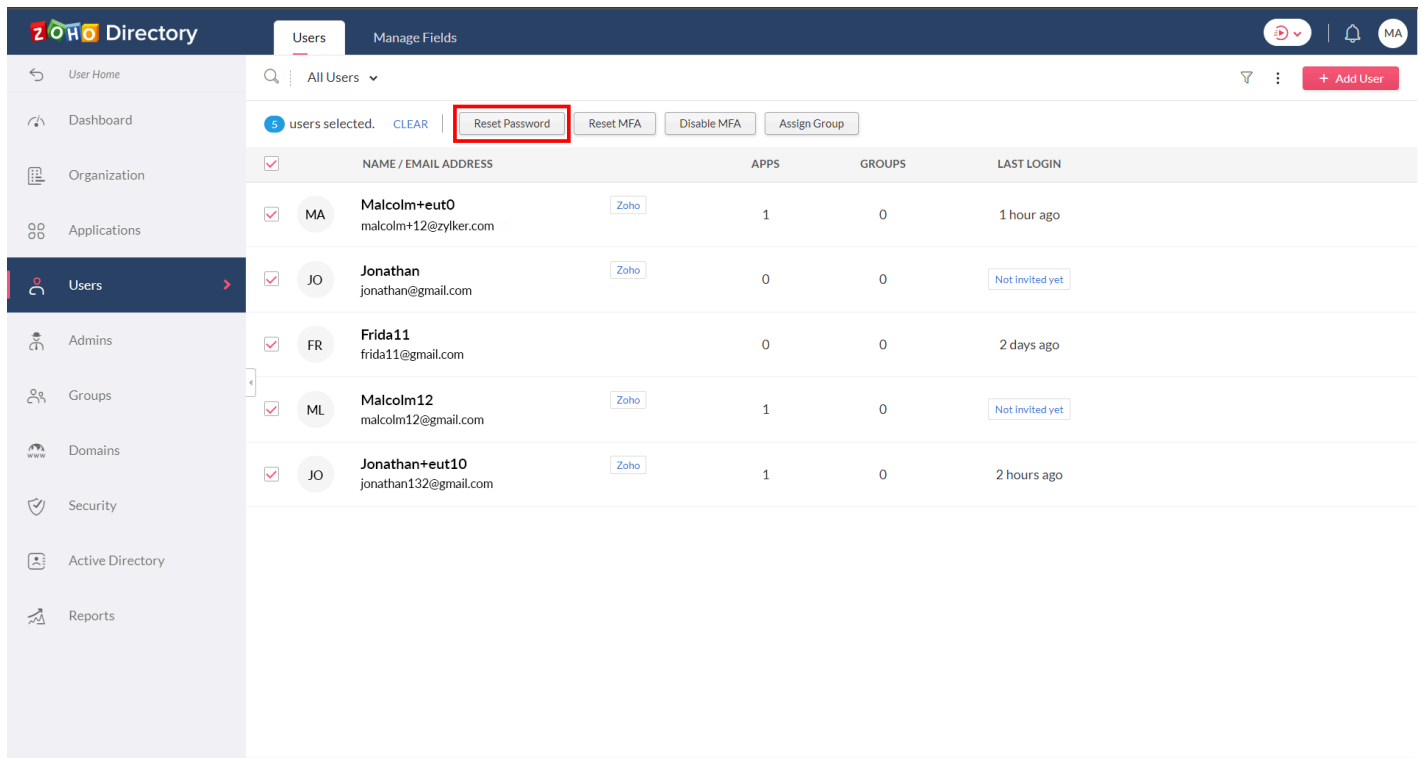 ZOHO Directory
Users Manage Fields
MA
User Home
All Users
+ Add User
Dashboard
5 users selected. CLEAR Reset Password Reset MFA Disable MFA Assign Group
NAME / EMAIL ADDRESS APPS GROUPS LAST LOGIN
Organization
MA Malcolm+eut0 Zoho 1 0 1 hour ago
malcolm+12@zylker.com
Applications
JO Jonathan Zoho 0 0 Not invited yet
jonathan@gmail.com
Users
FR Frida11 0 0 2 days ago
frida11@gmail.com
Admins
ML Malcolm12 Zoho 1 0 Not invited yet
malcolm12@gmail.com
Groups
JO Jonathan+eut10 Zoho 1 0 2 hours ago
jonathan132@gmail.com
WWW Domains
Security
Active Directory
Reports